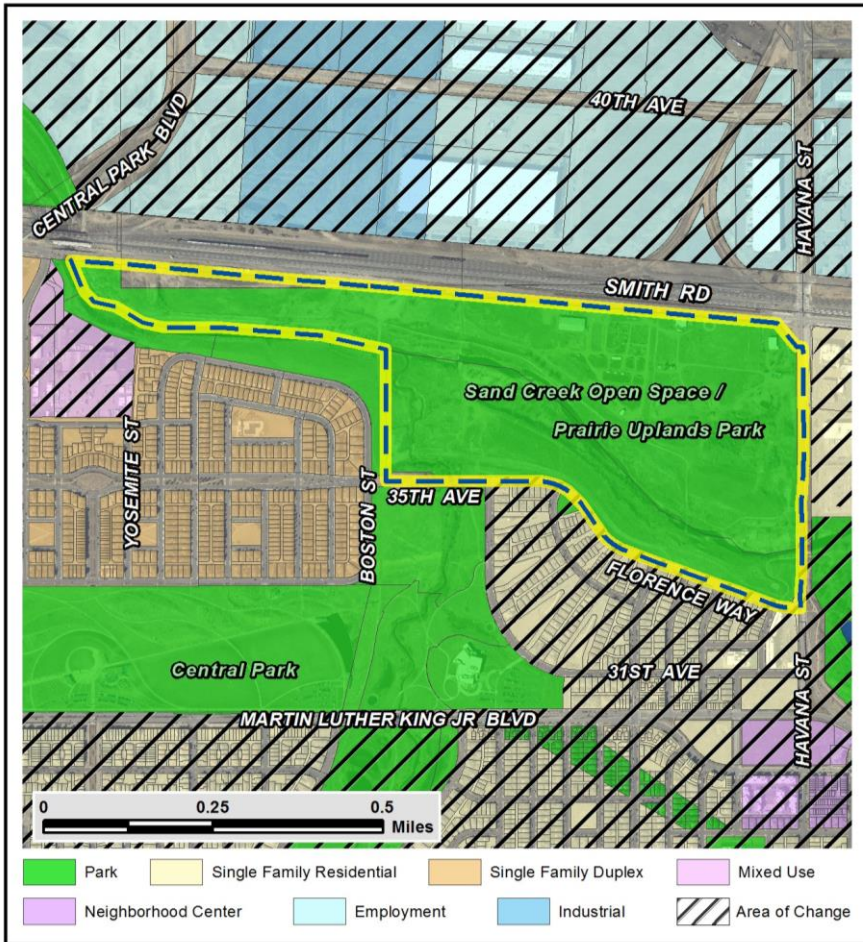 40TH AVE
CENTRAL PARK BLVD
HAVANA ST
SMITH RD
Sand Creek Open Space /
Prairie Uplands Park
YOSEMITE ST
BOSTON ST
35TH AVE
FLORENCE WAY
Central Park
31ST AVE
MARTIN LUTHER KING JR BLVD
HAVANA ST
0 0.25 0.5
Miles
Park Single Family Residential Single Family Duplex Mixed Use
Neighborhood Center Employment Industrial Area of Change